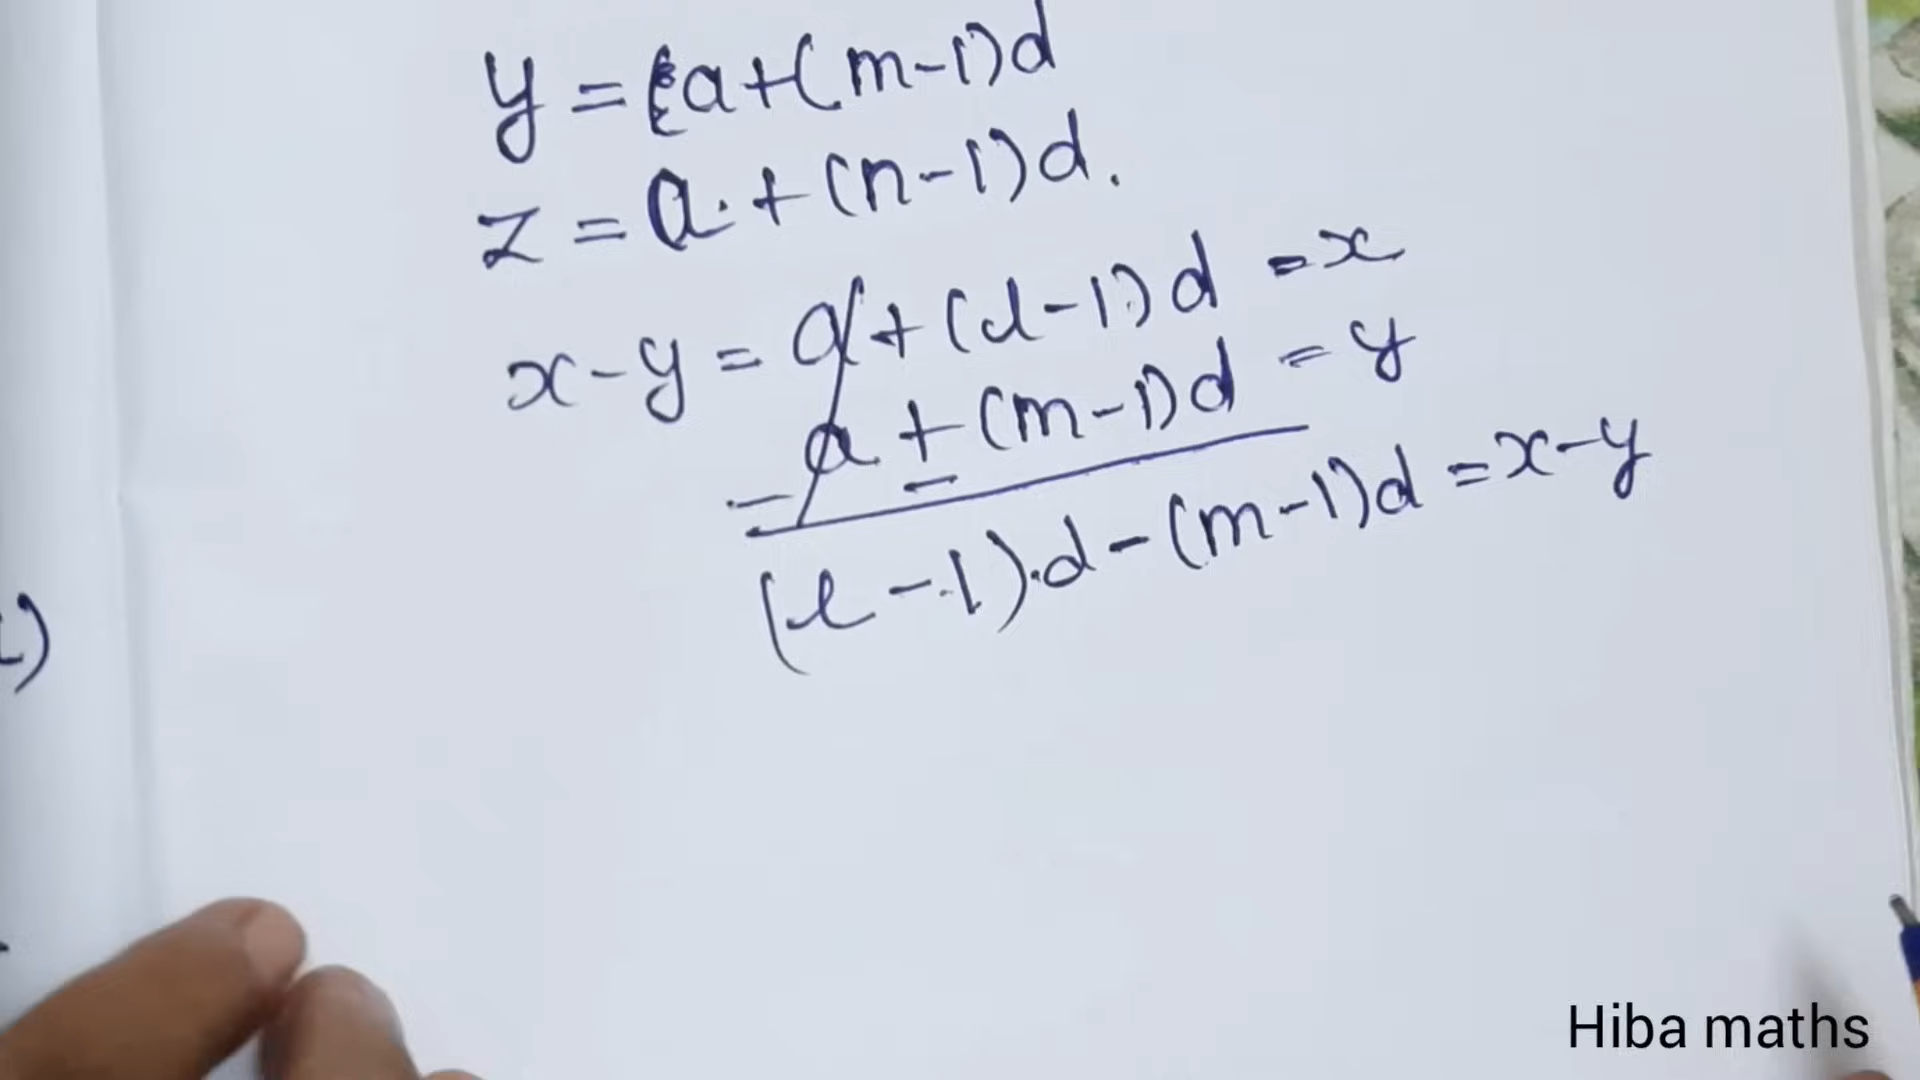 y = a+(m-1)d
z = a + (n-1)d.
x-y = a+(l-1)d = x
a + (m-1)d = y
- -
(l-1).d-(m-1)d = x-y
)
Hiba maths